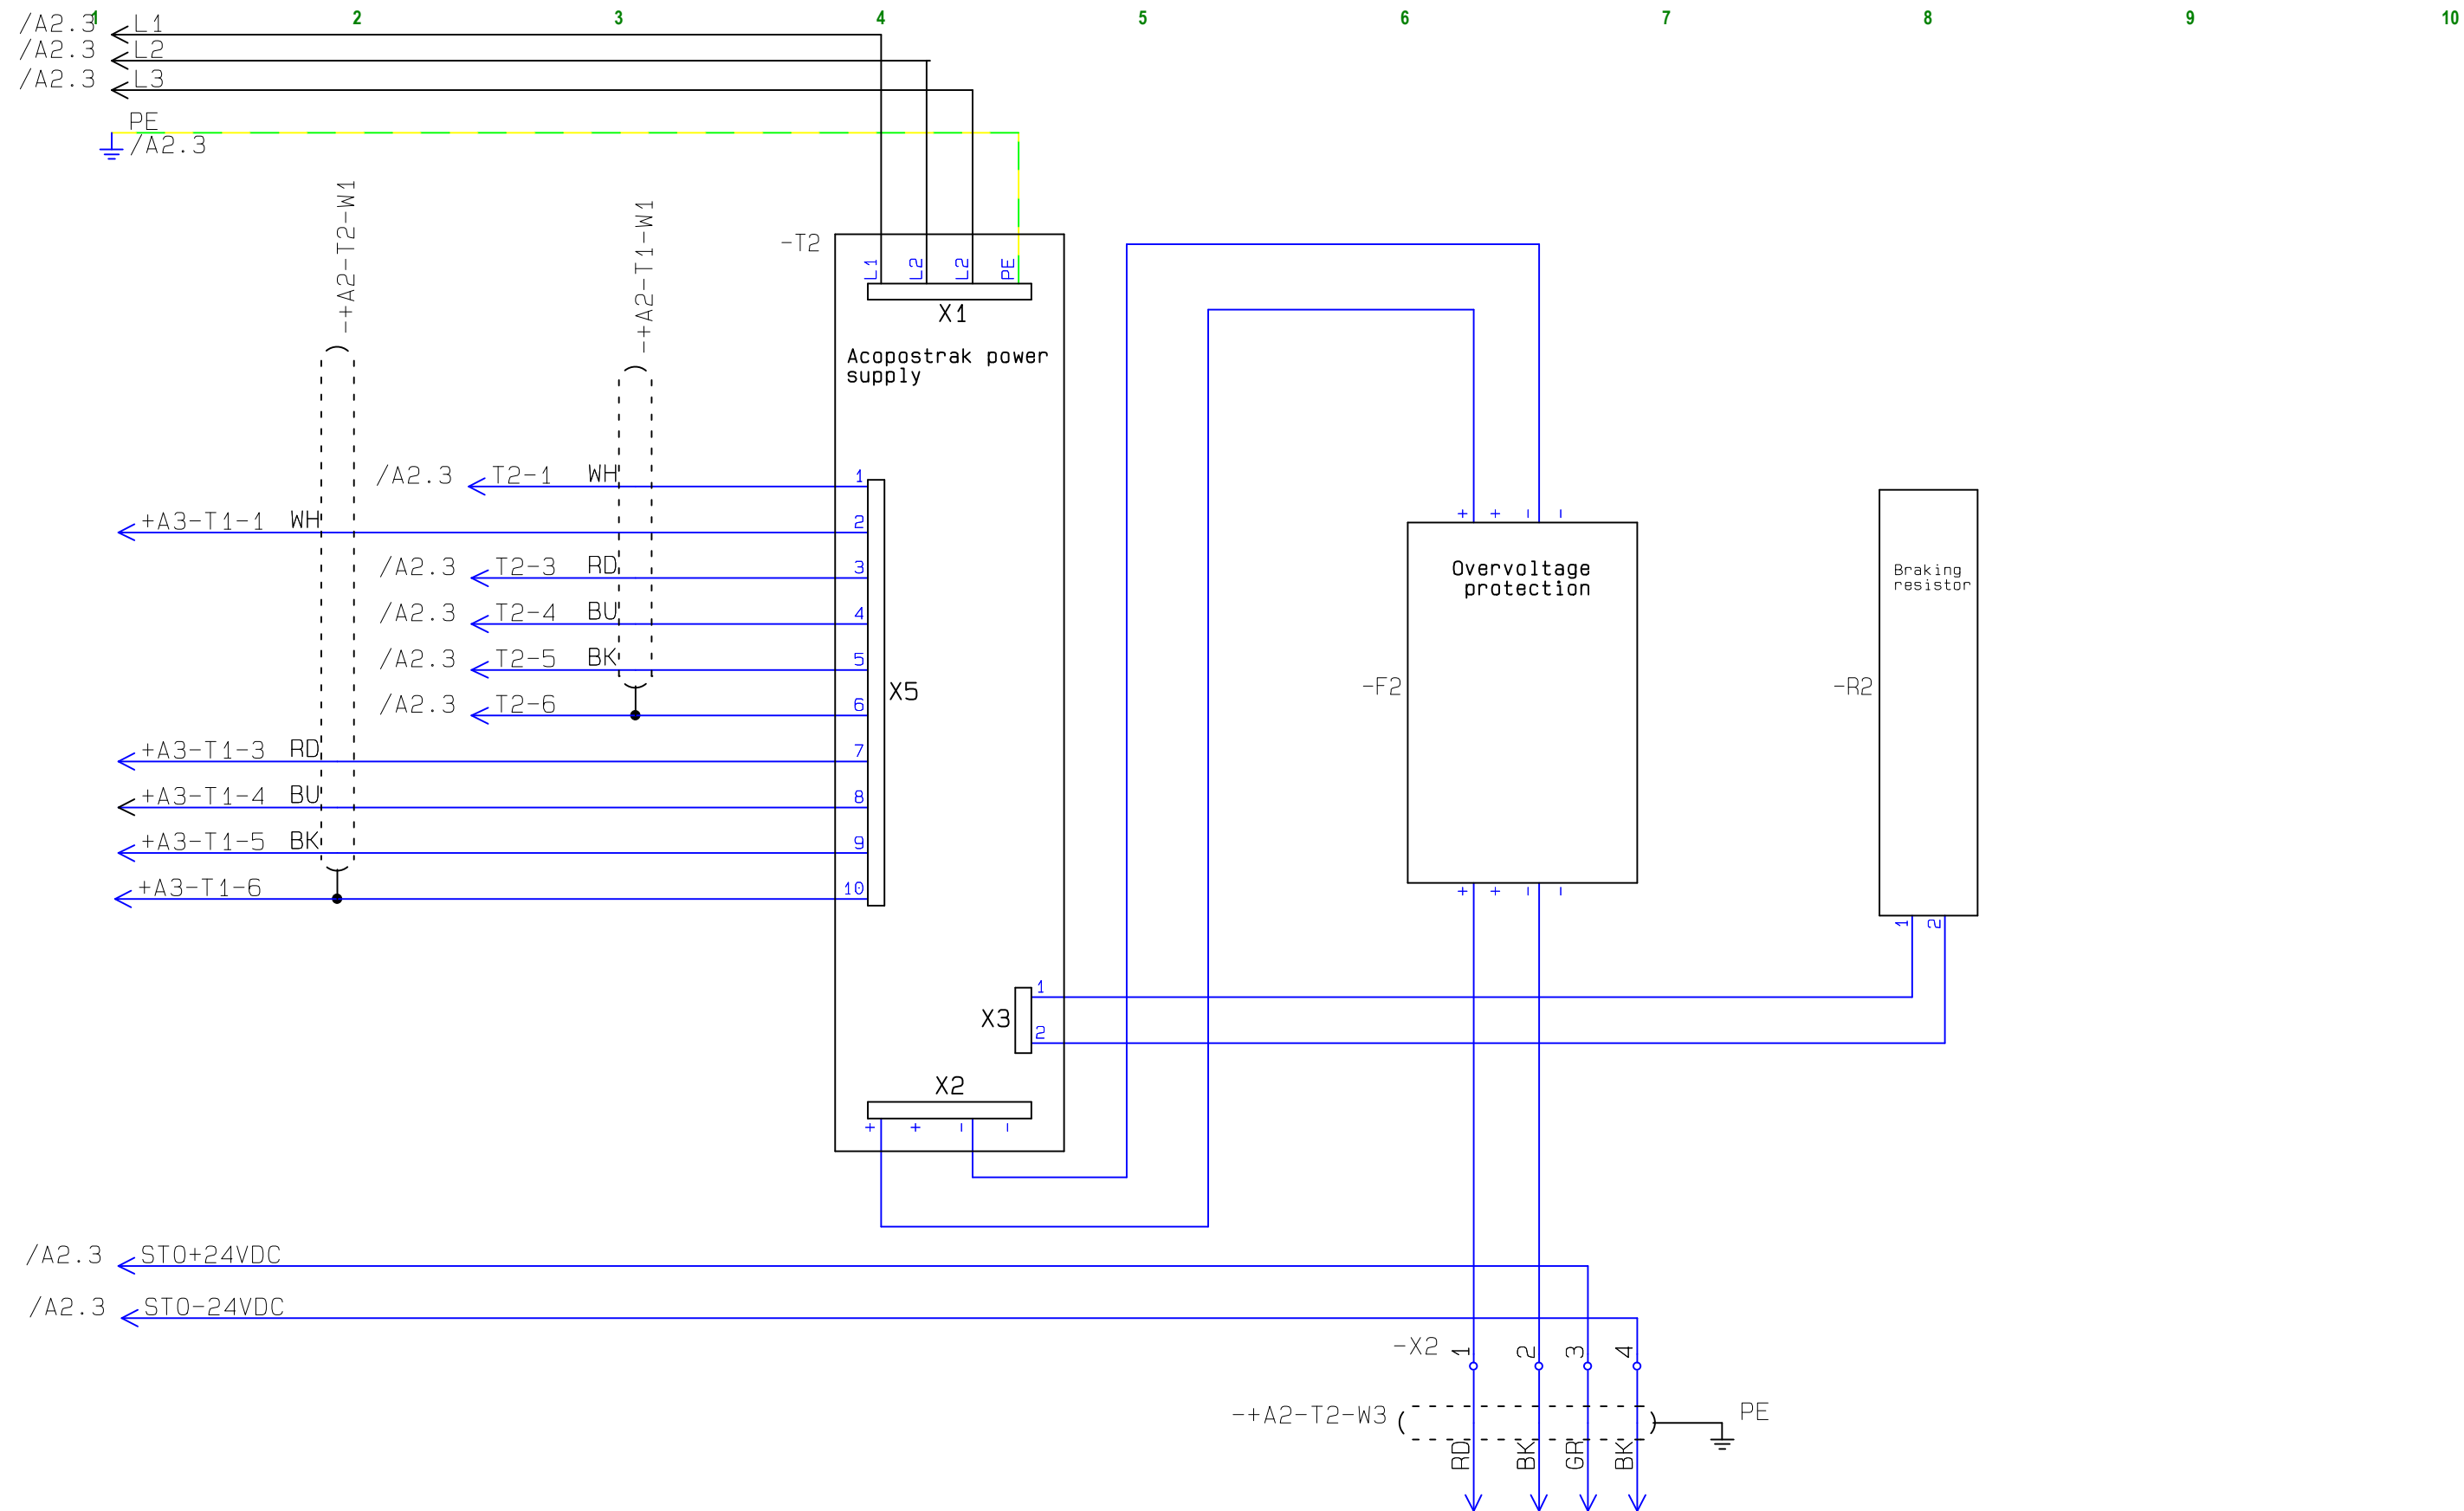 1 2 3 4 5 6 7 8 9 10
/A2.3 L1
/A2.3 L2
/A2.3 L3
PE
/A2.3
-+A2-T2-W1
-+A2-T1-W1
-T2
L1 L2 L2 PE
X1
Acopostrak power
supply
/A2.3 T2-1 WH 1
+A3-T1-1 WH 2
/A2.3 T2-3 RD 3
/A2.3 T2-4 BU 4
/A2.3 T2-5 BK 5
X5
/A2.3 T2-6 6
+A3-T1-3 RD 7
+A3-T1-4 BU 8
+A3-T1-5 BK 9
+A3-T1-6 10
+ + - -
Overvoltage
protection
-F2
+ + - -
Braking
resistor
-R2
1 2
X3
1
2
X2
+ + - -
/A2.3 STO+24VDC
/A2.3 STO-24VDC
-X2 1 2 3 4
-+A2-T2-W3
PE
RD BK GR BK